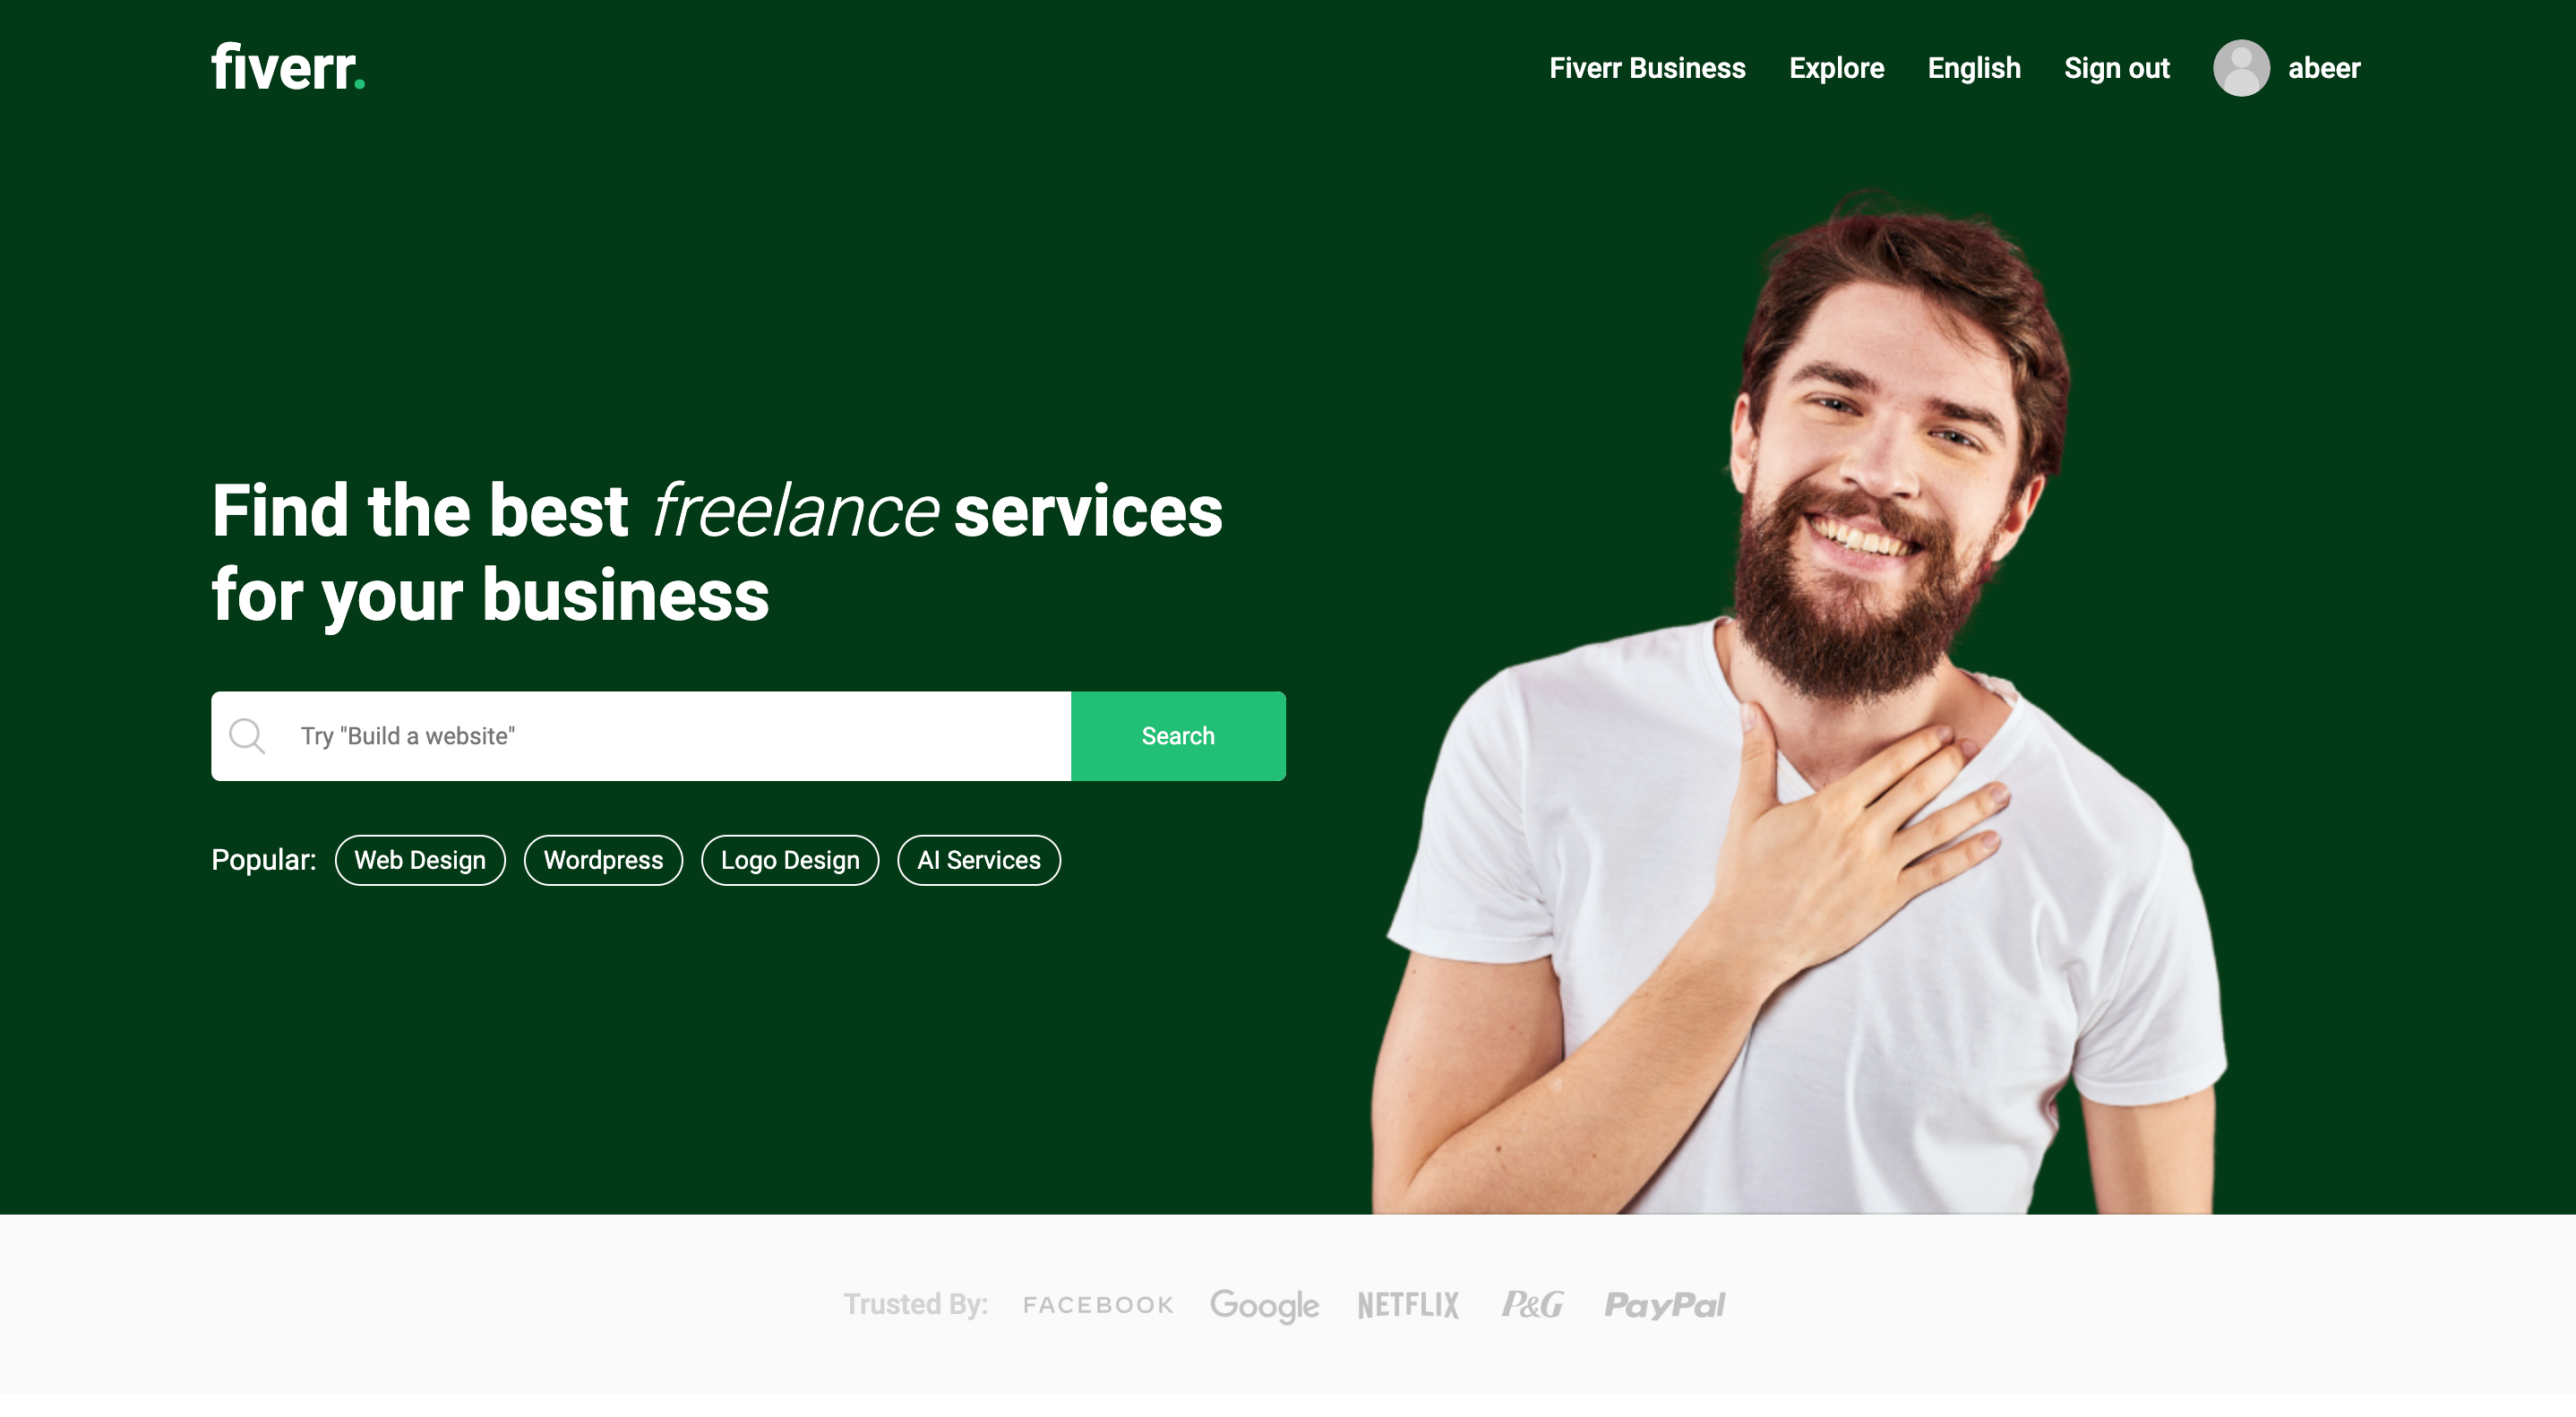 fiverr.
Fiverr Business Explore English Sign out abeer
Find the best freelance services
for your business
Try "Build a website"
Search
Popular: Web Design Wordpress Logo Design AI Services
Trusted By: FACEBOOK Google NETFLIX P&G PayPal